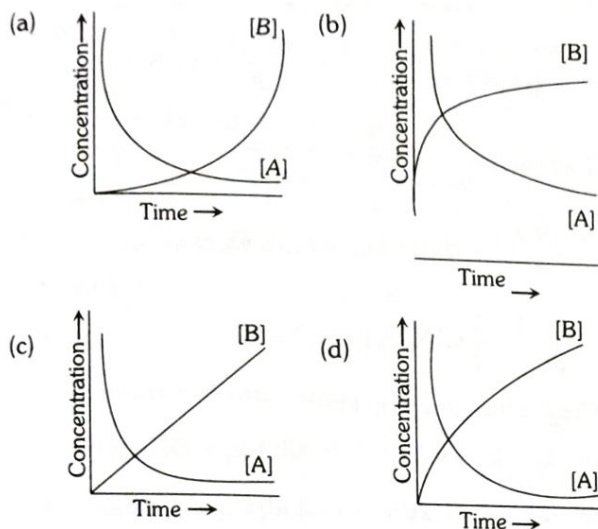 (a)
Concentration →
[B]
[A]
Time →
(b)
Concentration →
[B]
[A]
Time →
(c)
Concentration →
[B]
[A]
Time →
(d)
Concentration →
[B]
[A]
Time →